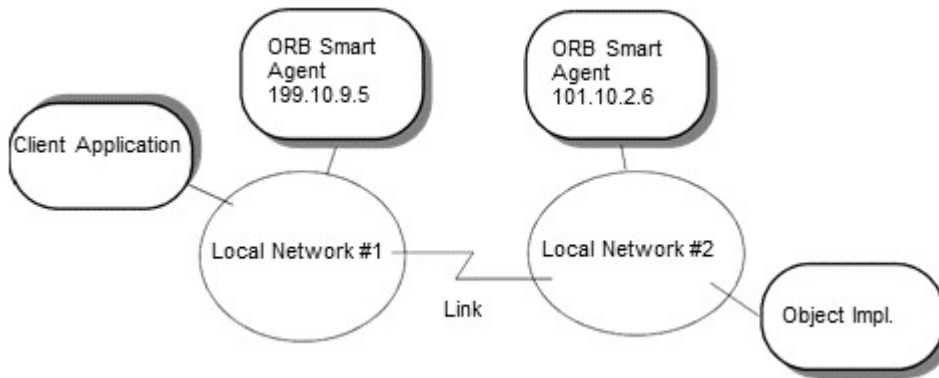 ORB Smart
Agent
199.10.9.5
ORB Smart
Agent
101.10.2.6
Client Application
Local Network #1
Local Network #2
Link
Object Impl.